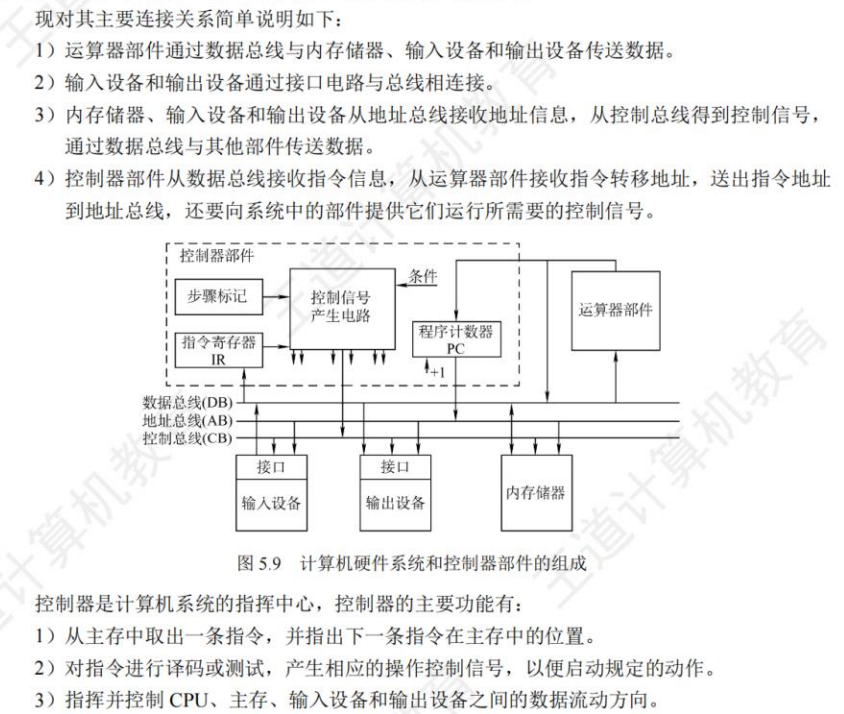 现对其主要连接关系简单说明如下：
1）运算器部件通过数据总线与内存储器、输入设备和输出设备传送数据。
2）输入设备和输出设备通过接口电路与总线相连接。
3）内存储器、输入设备和输出设备从地址总线接收地址信息，从控制总线得到控制信号，
通过数据总线与其他部件传送数据。
4）控制器部件从数据总线接收指令信息，从运算器部件接收指令转移地址，送出指令地址
到地址总线，还要向系统中的部件提供它们运行所需要的控制信号。
控制器部件
步骤标记
控制信号
产生电路
条件
运算器部件
指令寄存器
IR
程序计数器
PC
+1
数据总线(DB)
地址总线(AB)
控制总线(CB)
接口
输入设备
接口
输出设备
内存储器
图 5.9 计算机硬件系统和控制器部件的组成
控制器是计算机系统的指挥中心，控制器的主要功能有：
1）从主存中取出一条指令，并指出下一条指令在主存中的位置。
2）对指令进行译码或测试，产生相应的操作控制信号，以便启动规定的动作。
3）指挥并控制 CPU、主存、输入设备和输出设备之间的数据流动方向。
王道计算机教育
王道计算机教育